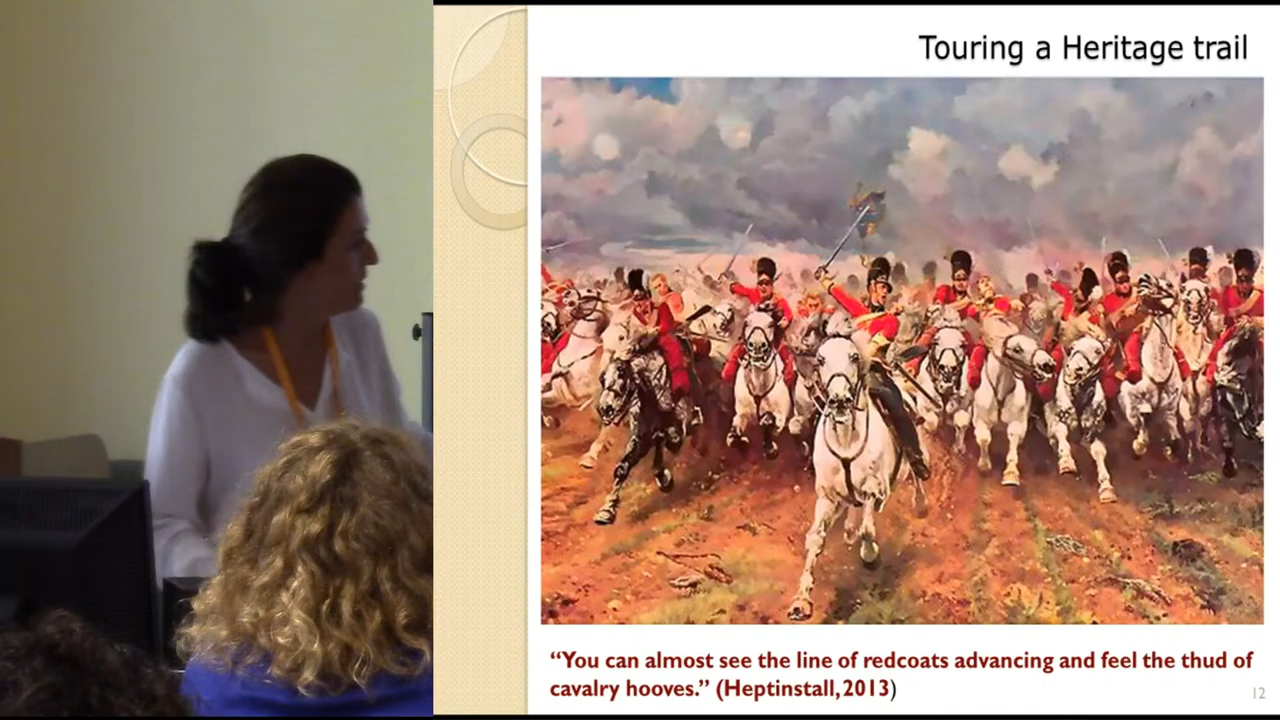 Touring a Heritage trail
“You can almost see the line of redcoats advancing and feel the thud of
cavalry hooves.” (Heptinstall, 2013)
12